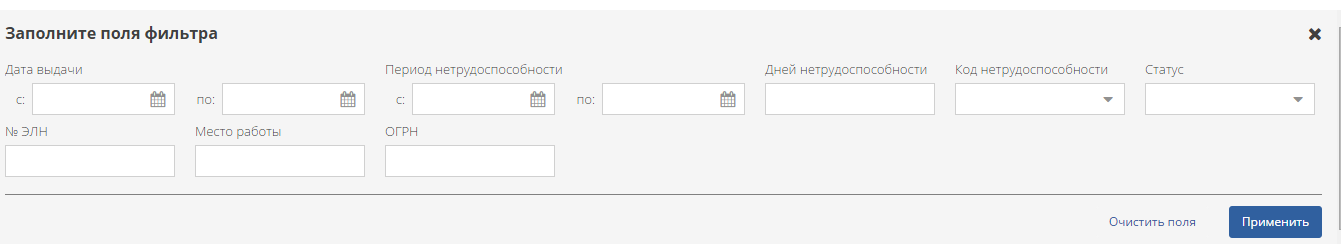 Заполните поля фильтра
Дата выдачи Период нетрудоспособности Дней нетрудоспособности Код нетрудоспособности Статус
с: по: с: по:
№ ЭЛН Место работы ОГРН
Очистить поля Применить